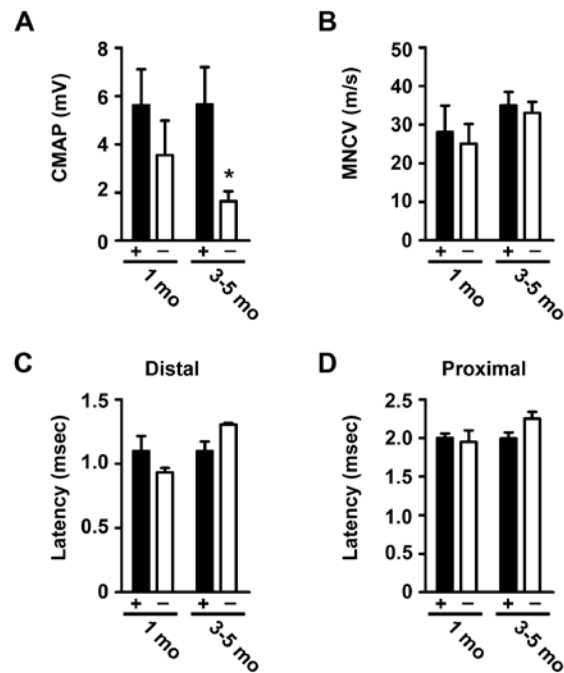 A
B
CMAP (mV)
8
6
4
2
0
*
+ – + –
1 mo 3-5 mo
MNCV (m/s)
50
40
30
20
10
0
+ – + –
1 mo 3-5 mo
C
Distal
D
Proximal
Latency (msec)
1.5
1.0
0.5
0
+ – + –
1 mo 3-5 mo
Latency (msec)
2.5
2.0
1.5
1.0
0.5
0
+ – + –
1 mo 3-5 mo